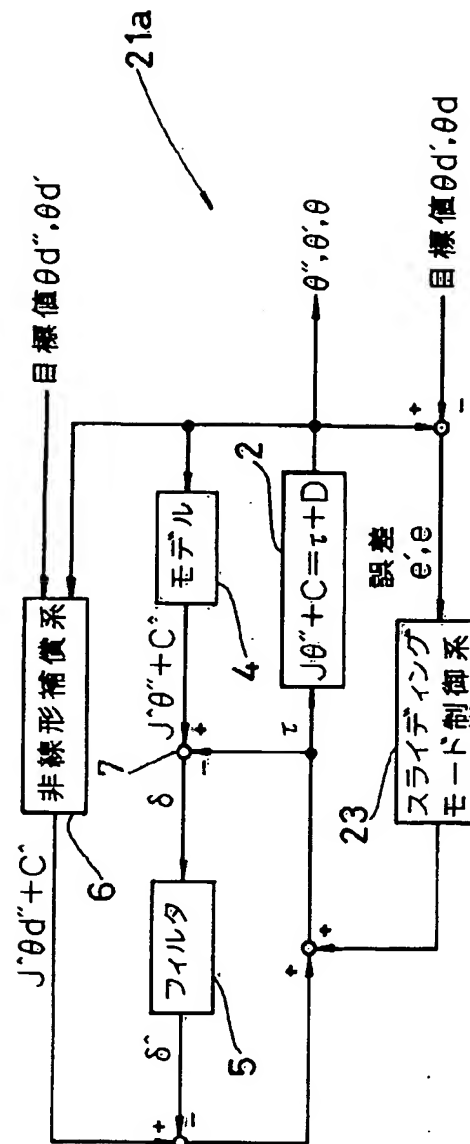 21a
目標値θd'',θd'
非線形補償系
6
J^θd''+C^
モデル
4
J^θ''+C^
+
-
7
δ
フィルタ
5
δ^
+
-
2
Jθ''+C=τ+D
θ'',θ',θ
τ
+
+
+
-
目標値θd',θd
誤差
e',e
スライディング
モード制御系
23